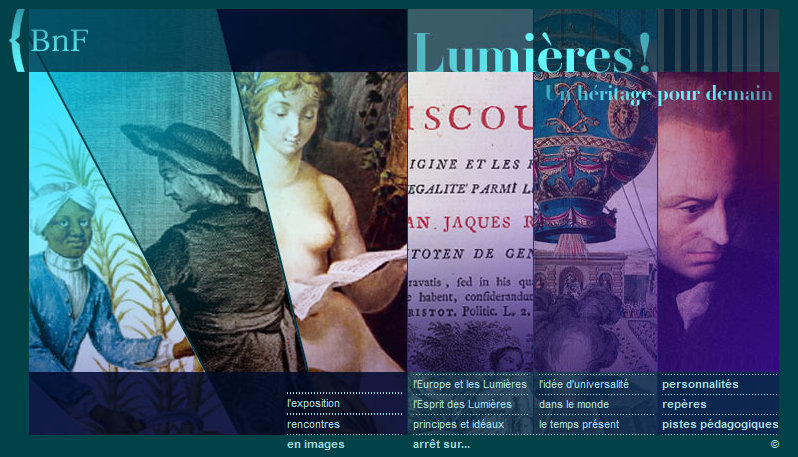 BnF
Lumières!
Un héritage pour demain
ISCOU
IGINE ET LES
EGALITE PARMI L
AN. JAQUES R
TOYEN DE GEN
ravatis, sed in his qu
habent, considerandu
RISTOT. Politic. L. 2.
l'exposition
rencontres
en images
l'Europe et les Lumières
l'Esprit des Lumières
principes et idéaux
arrêt sur...
l'idée d'universalité
dans le monde
le temps présent
personnalités
repères
pistes pédagogiques
©